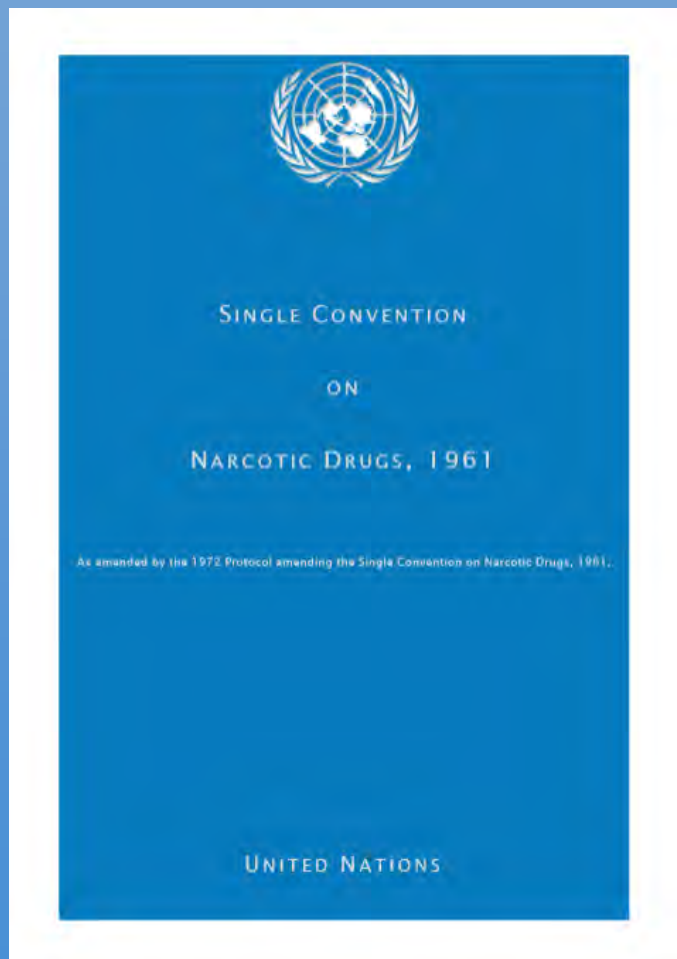 SINGLE CONVENTION
ON
NARCOTIC DRUGS, 1961
As amended by the 1972 Protocol amending the Single Convention on Narcotic Drugs, 1961.
UNITED NATIONS